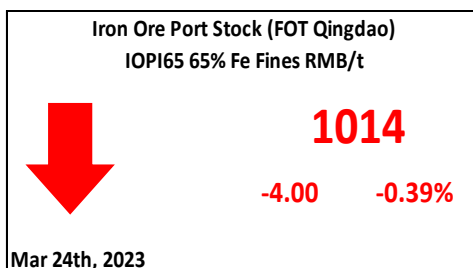 Iron Ore Port Stock (FOT Qingdao)
IOPI65 65% Fe Fines RMB/t
1014
-4.00 -0.39%
Mar 24th, 2023